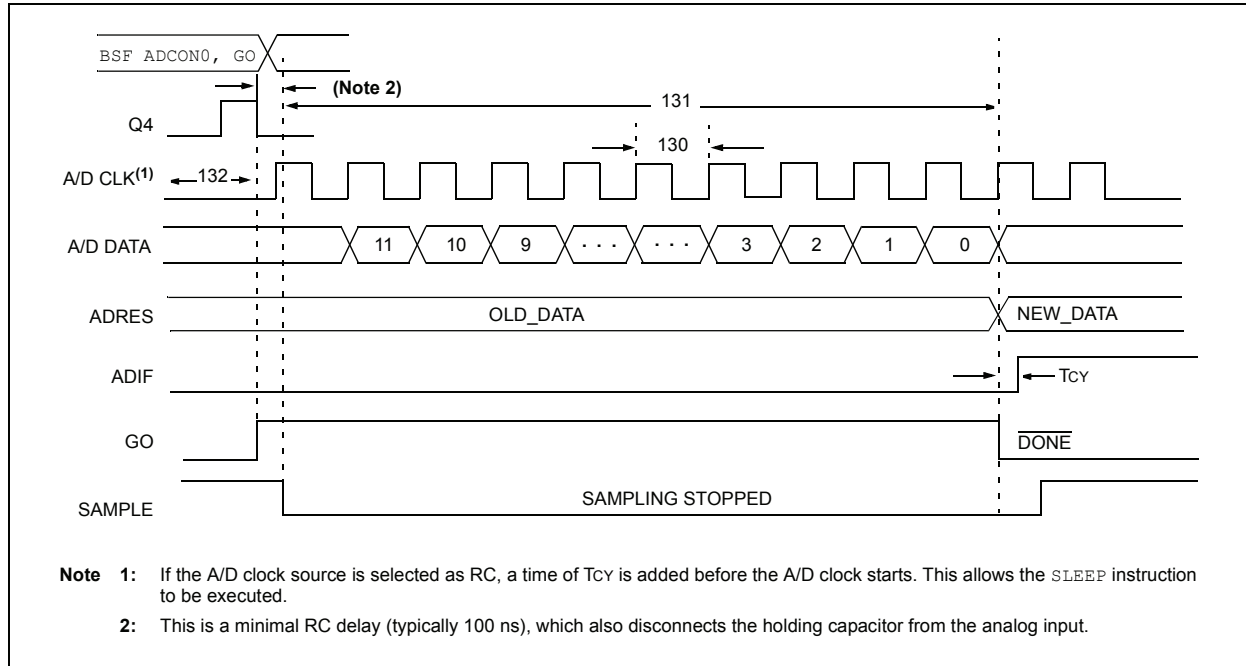 BSF ADCON0, GO
(Note 2)
131
Q4
130
A/D CLK(1)
132
A/D DATA
11
10
9
. . .
. . .
3
2
1
0
ADRES
OLD_DATA
NEW_DATA
ADIF
TCY
GO
DONE
SAMPLE
SAMPLING STOPPED
Note 1: If the A/D clock source is selected as RC, a time of TCY is added before the A/D clock starts. This allows the SLEEP instruction
to be executed.
2: This is a minimal RC delay (typically 100 ns), which also disconnects the holding capacitor from the analog input.